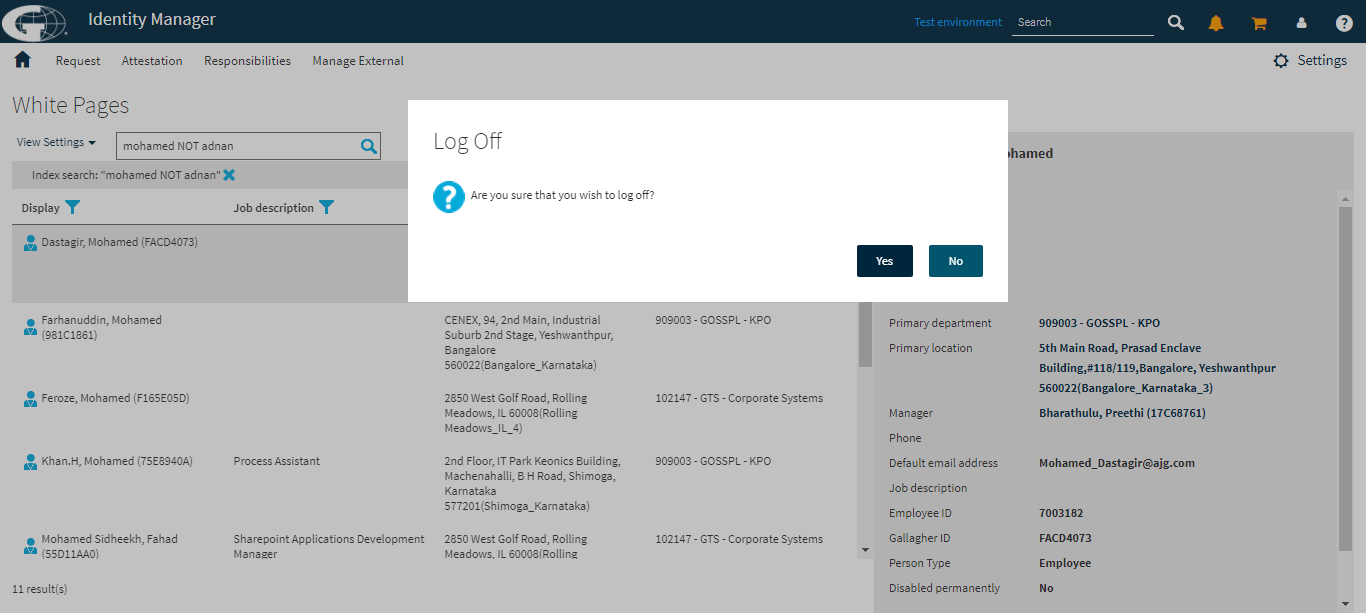 Identity Manager
Test environment
Search
Request
Attestation
Responsibilities
Manage External
Settings
White Pages
View Settings
mohamed NOT adnan
Index search: "mohamed NOT adnan"
Display
Job description
Dastagir, Mohamed (FACD4073)
Farhanuddin, Mohamed
(981C1861)
CENEX, 94, 2nd Main, Industrial
Suburb 2nd Stage, Yeshwanthpur,
Bangalore
560022(Bangalore_Karnataka)
909003 - GOSSPL - KPO
Feroze, Mohamed (F165E05D)
2850 West Golf Road, Rolling
Meadows, IL 60008(Rolling
Meadows_IL_4)
102147 - GTS - Corporate Systems
Khan.H, Mohamed (75E8940A)
Process Assistant
2nd Floor, IT Park Keonics Building,
Machenahalli, B H Road, Shimoga,
Karnataka
577201(Shimoga_Karnataka)
909003 - GOSSPL - KPO
Mohamed Sidheekh, Fahad
(55D11AA0)
Sharepoint Applications Development
Manager
2850 West Golf Road, Rolling
Meadows, IL 60008(Rolling
102147 - GTS - Corporate Systems
11 result(s)
Log Off
Are you sure that you wish to log off?
Yes
No
ohamed
Primary department
909003 - GOSSPL - KPO
Primary location
5th Main Road, Prasad Enclave
Building,#118/119,Bangalore, Yeshwanthpur
560022(Bangalore_Karnataka_3)
Manager
Bharathulu, Preethi (17C68761)
Phone
Default email address
Mohamed_Dastagir@ajg.com
Job description
Employee ID
7003182
Gallagher ID
FACD4073
Person Type
Employee
Disabled permanently
No